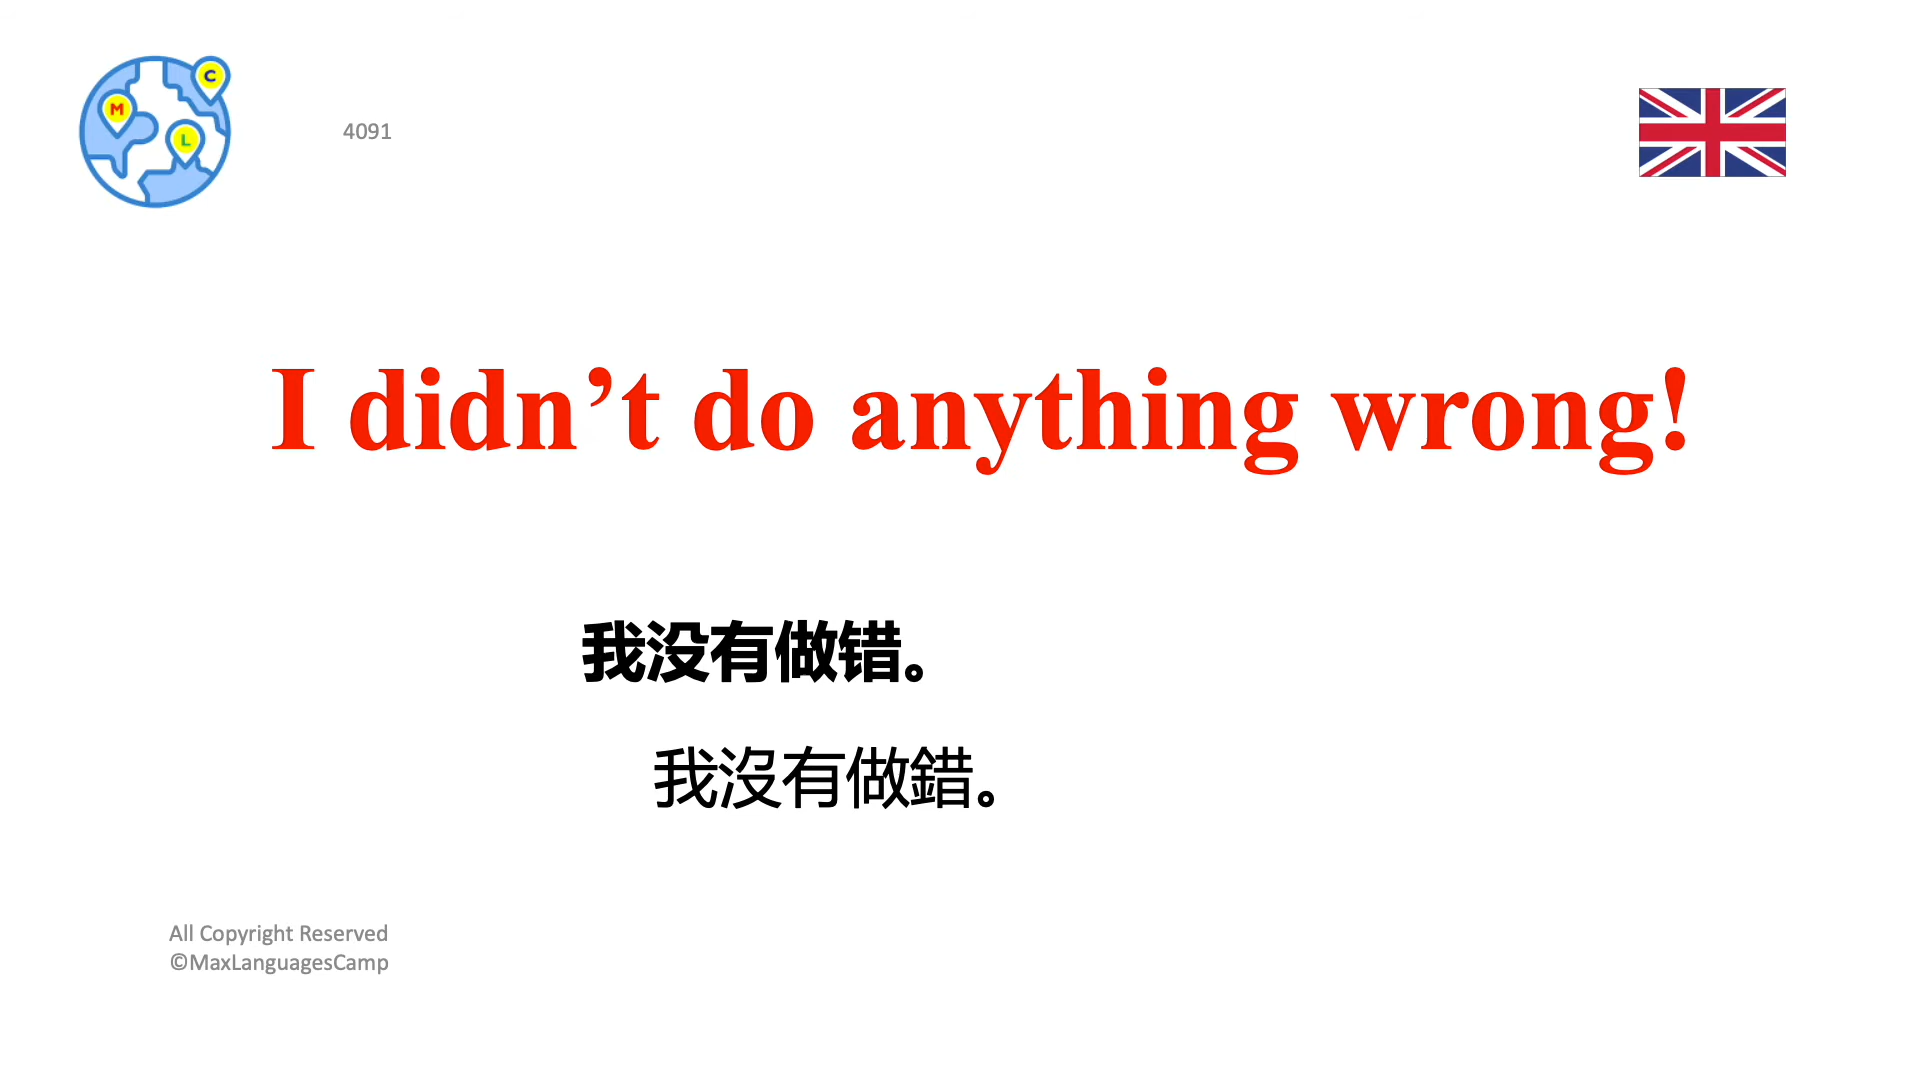 C
M
L
4091
I didn’t do anything wrong!
我没有做错。
我沒有做錯。
All Copyright Reserved
©MaxLanguagesCamp